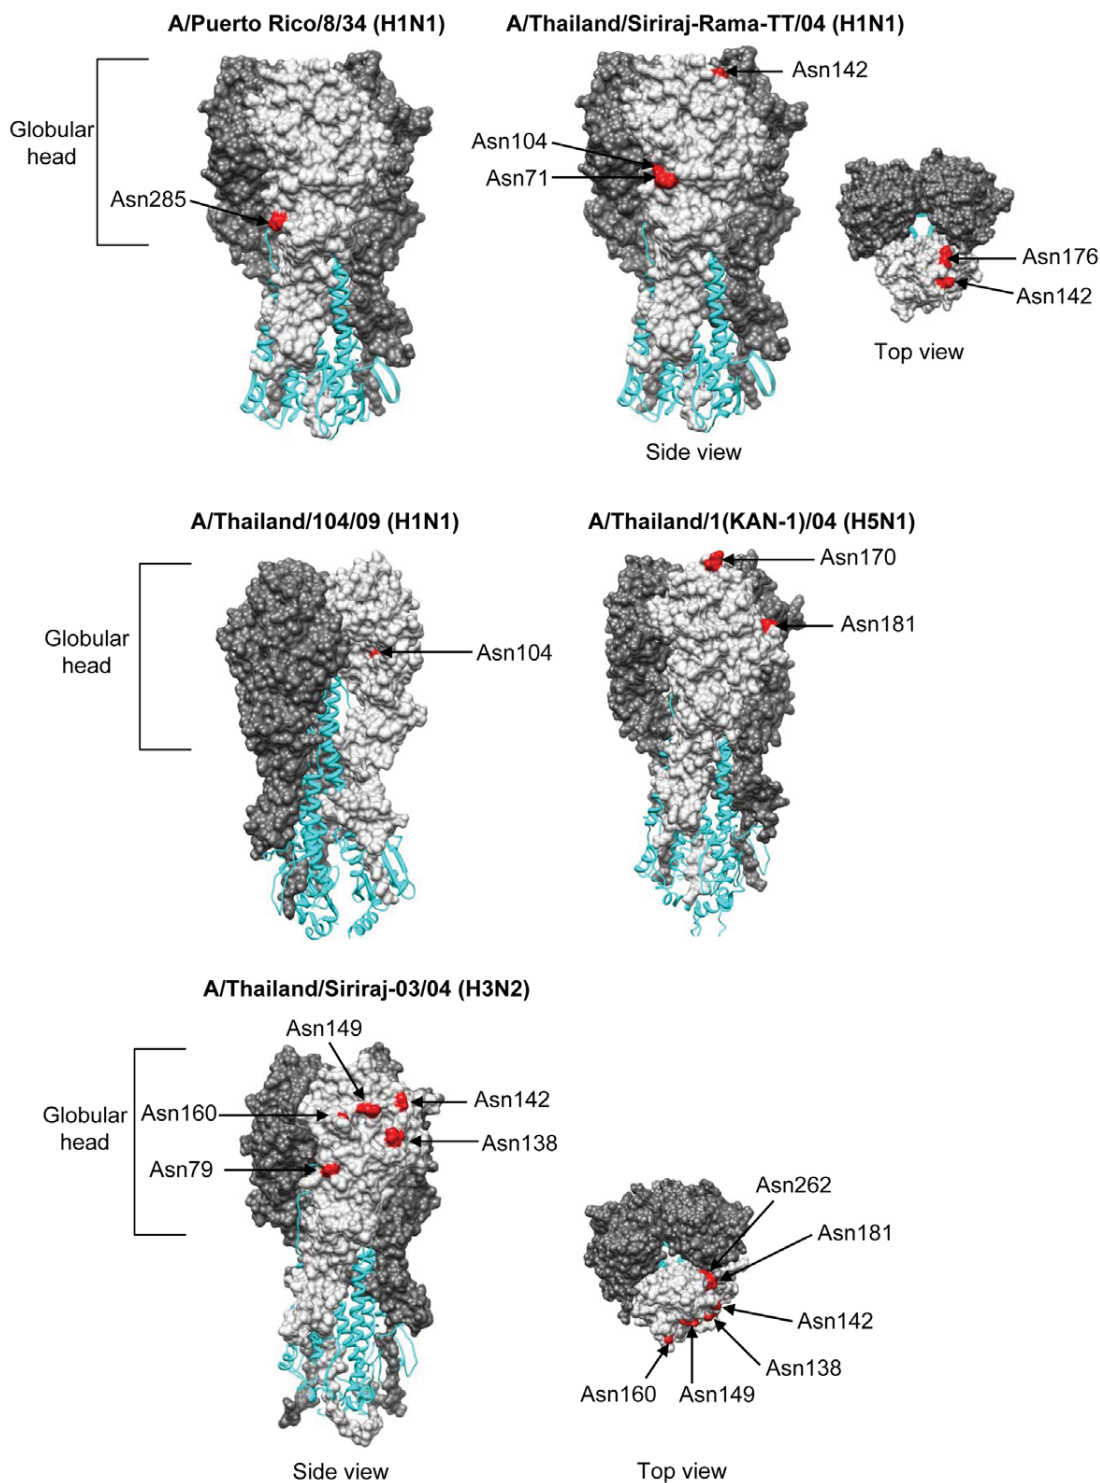 A/Puerto Rico/8/34 (H1N1)
Globular
head
Asn285
A/Thailand/Siriraj-Rama-TT/04 (H1N1)
Asn142
Asn104
Asn71
Side view
Asn176
Asn142
Top view
A/Thailand/104/09 (H1N1)
Globular
head
Asn104
A/Thailand/1(KAN-1)/04 (H5N1)
Asn170
Asn181
A/Thailand/Siriraj-03/04 (H3N2)
Asn149
Globular
head
Asn160
Asn142
Asn138
Asn79
Side view
Asn262
Asn181
Asn142
Asn138
Asn160
Asn149
Top view